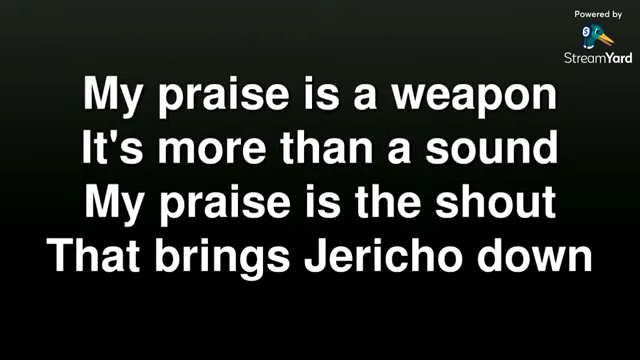 Powered by
StreamYard
My praise is a weapon
It's more than a sound
My praise is the shout
That brings Jericho down